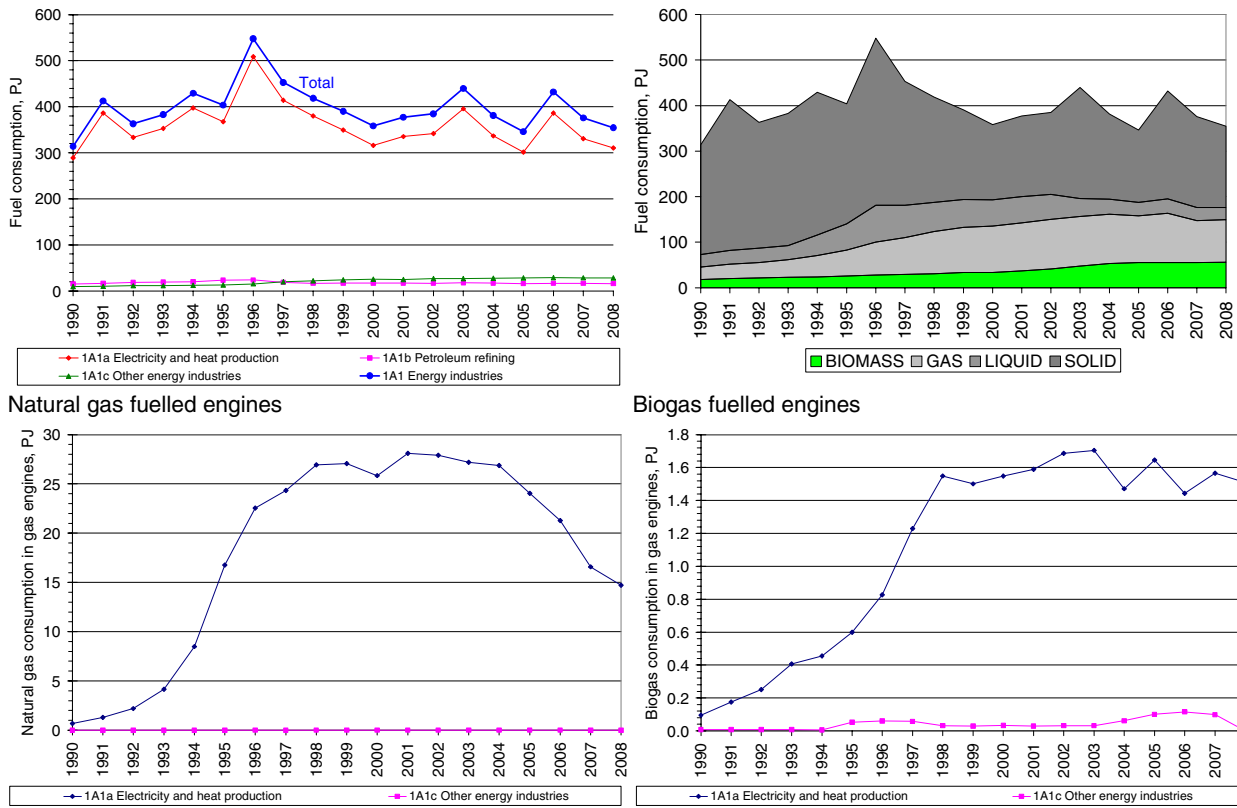 Fuel consumption, PJ
600
500
400
300
200
100
0
Total
1990 1991 1992 1993 1994 1995 1996 1997 1998 1999 2000 2001 2002 2003 2004 2005 2006 2007 2008
1A1a Electricity and heat production 1A1b Petroleum refining
1A1c Other energy industries 1A1 Energy industries
Fuel consumption, PJ
600
500
400
300
200
100
0
1990 1991 1992 1993 1994 1995 1996 1997 1998 1999 2000 2001 2002 2003 2004 2005 2006 2007 2008
BIOMASS GAS LIQUID SOLID
Natural gas fuelled engines
Natural gas consumption in gas engines, PJ
30
25
20
15
10
5
0
1990 1991 1992 1993 1994 1995 1996 1997 1998 1999 2000 2001 2002 2003 2004 2005 2006 2007 2008
1A1a Electricity and heat production 1A1c Other energy industries
Biogas fuelled engines
Biogas consumption in gas engines, PJ
1.8
1.6
1.4
1.2
1.0
0.8
0.6
0.4
0.2
0.0
1990 1991 1992 1993 1994 1995 1996 1997 1998 1999 2000 2001 2002 2003 2004 2005 2006 2007
1A1a Electricity and heat production 1A1c Other energy industries